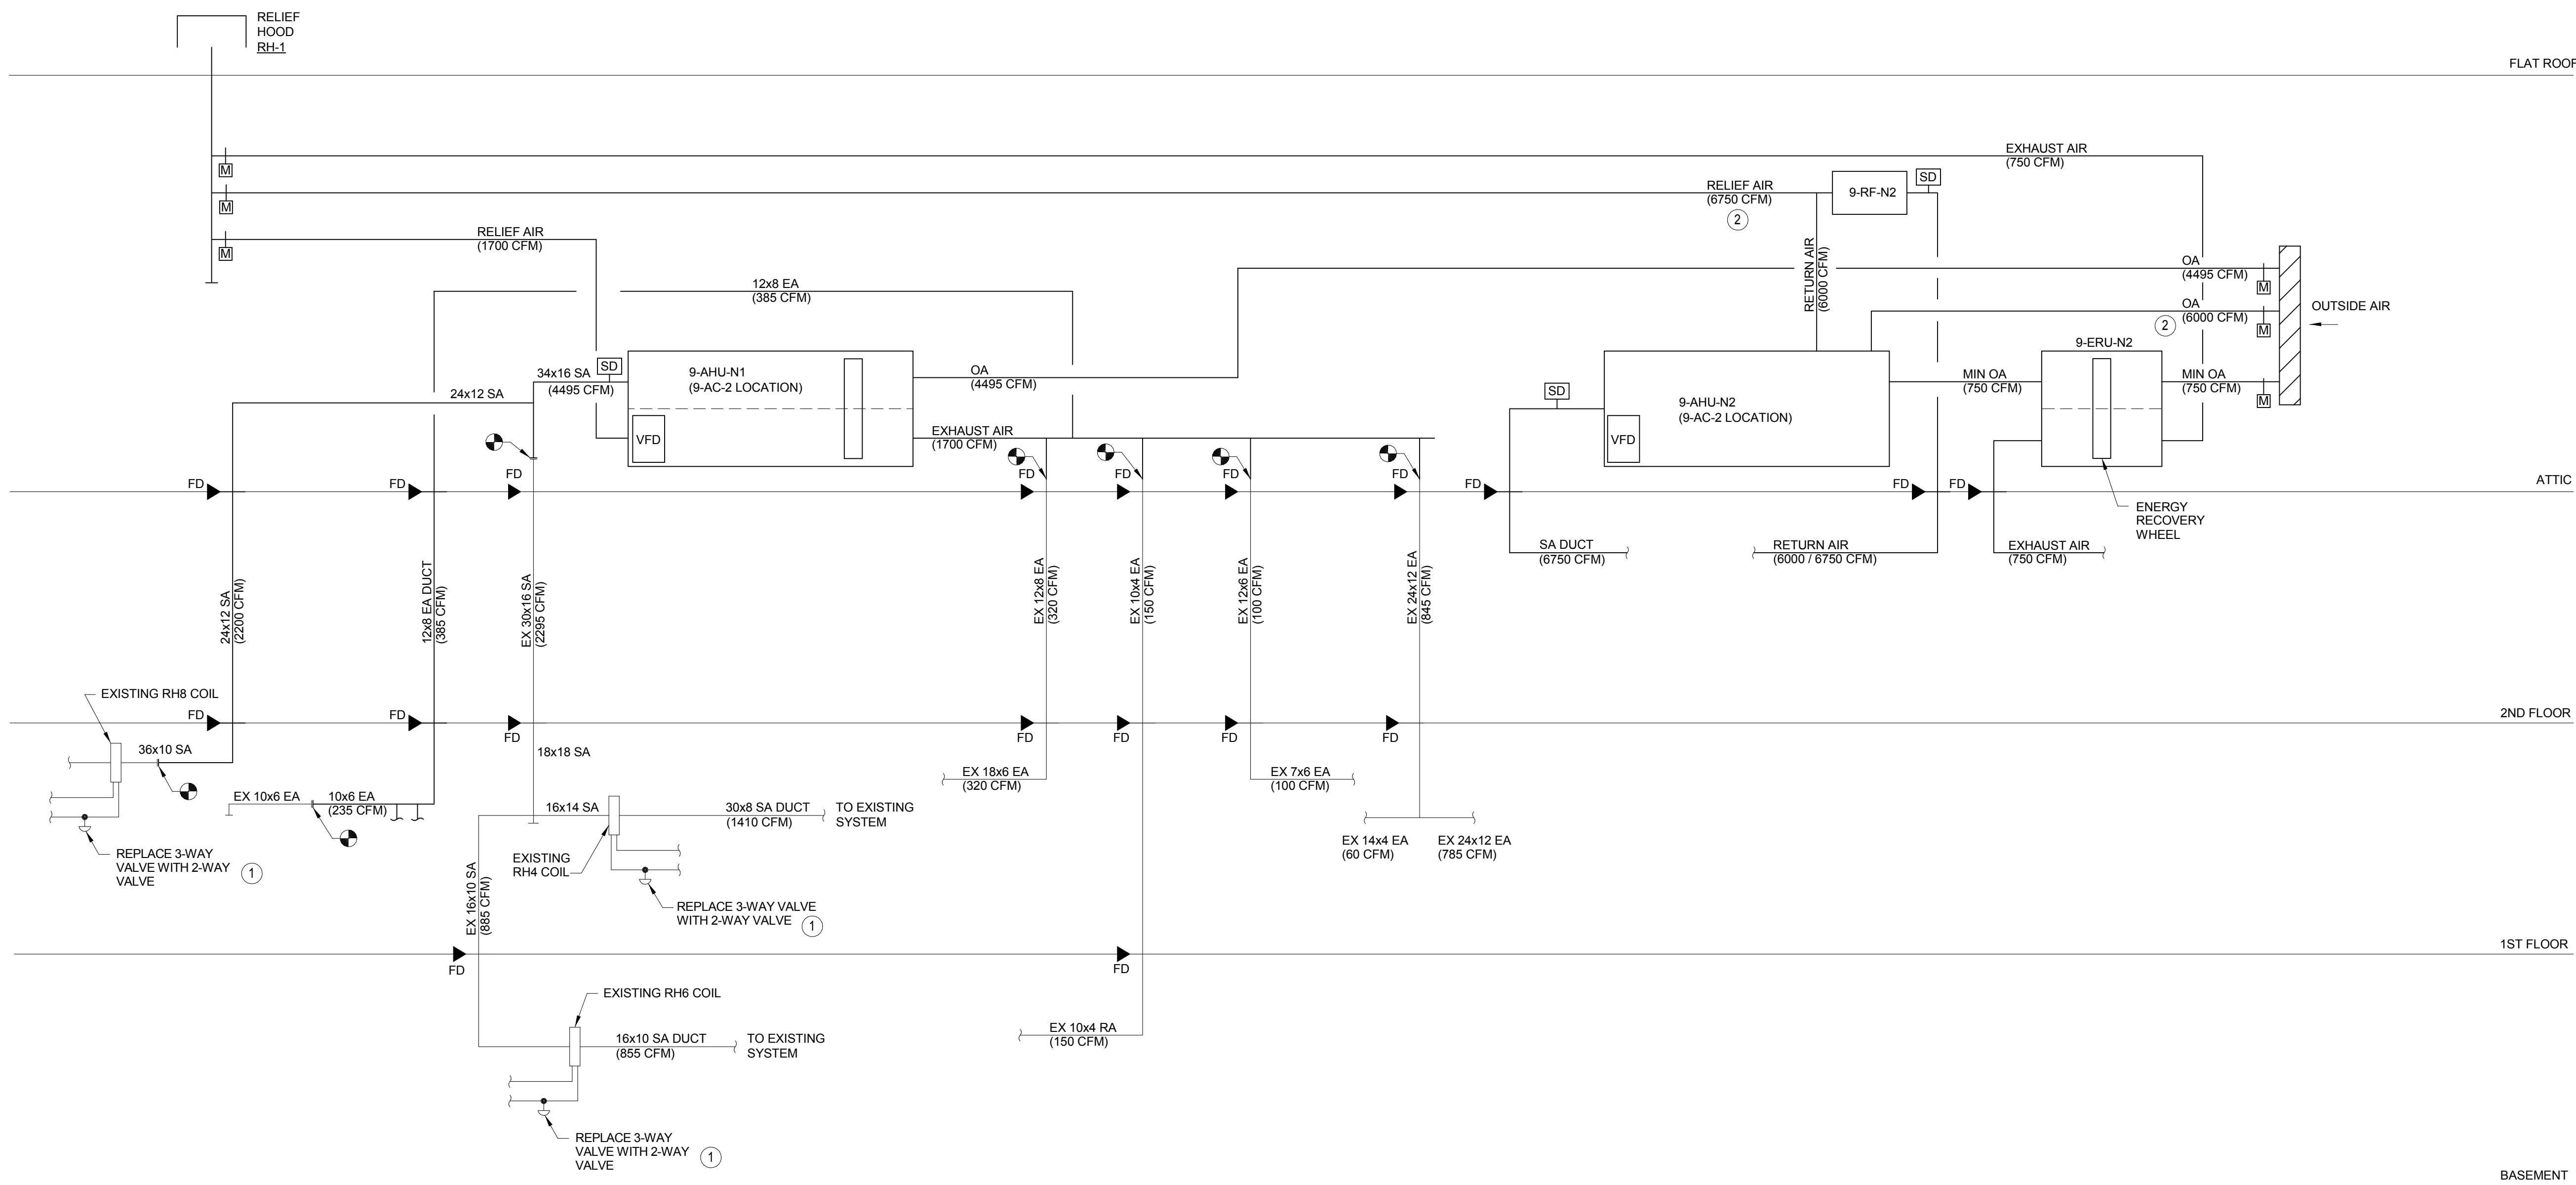 RELIEF
HOOD
RH-1
FLAT ROOF
EXHAUST AIR
(750 CFM)
M
RELIEF AIR
(6750 CFM)
2
9-RF-N2
SD
M
RELIEF AIR
(1700 CFM)
M
RETURN AIR
(6000 CFM)
12x8 EA
(385 CFM)
OA
(4495 CFM)
M
OA
(6000 CFM)
2
M
OUTSIDE AIR
9-ERU-N2
MIN OA
(750 CFM)
MIN OA
(750 CFM)
M
24x12 SA
34x16 SA
(4495 CFM)
SD
9-AHU-N1
(9-AC-2 LOCATION)
VFD
OA
(4495 CFM)
EXHAUST AIR
(1700 CFM)
SD
9-AHU-N2
(9-AC-2 LOCATION)
VFD
FD
FD
FD
FD
FD
FD
FD
FD
FD
FD
ATTIC
ENERGY
RECOVERY
WHEEL
SA DUCT
(6750 CFM)
RETURN AIR
(6000 / 6750 CFM)
EXHAUST AIR
(750 CFM)
24x12 SA
(2200 CFM)
12x8 EA DUCT
(385 CFM)
EX 30x16 SA
(2295 CFM)
EX 12x8 EA
(320 CFM)
EX 10x4 EA
(150 CFM)
EX 12x6 EA
(100 CFM)
EX 24x12 EA
(845 CFM)
EXISTING RH8 COIL
FD
FD
FD
FD
FD
FD
FD
2ND FLOOR
36x10 SA
18x18 SA
EX 10x6 EA
10x6 EA
(235 CFM)
EX 18x6 EA
(320 CFM)
EX 7x6 EA
(100 CFM)
16x14 SA
30x8 SA DUCT
(1410 CFM)
TO EXISTING
SYSTEM
EX 14x4 EA
(60 CFM)
EX 24x12 EA
(785 CFM)
REPLACE 3-WAY
VALVE WITH 2-WAY
VALVE
1
EXISTING
RH4 COIL
EX 16x10 SA
(885 CFM)
REPLACE 3-WAY VALVE
WITH 2-WAY VALVE
1
1ST FLOOR
FD
FD
EXISTING RH6 COIL
16x10 SA DUCT
(855 CFM)
TO EXISTING
SYSTEM
EX 10x4 RA
(150 CFM)
REPLACE 3-WAY
VALVE WITH 2-WAY
VALVE
1
BASEMENT